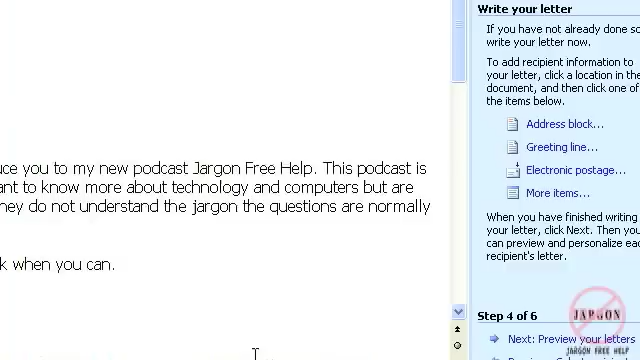 uce you to my new podcast Jargon Free Help. This podcast is
ant to know more about technology and computers but are
hey do not understand the jargon the questions are normally
k when you can.
Write your letter
If you have not already done so
write your letter now.
To add recipient information to
your letter, click a location in the
document, and then click one of
the items below.
Address block...
Greeting line...
Electronic postage...
More items...
When you have finished writing
your letter, click Next. Then you
can preview and personalize eac
recipient's letter.
Step 4 of 6
Next: Preview your letters
JARGON
JARGON FREE HELP